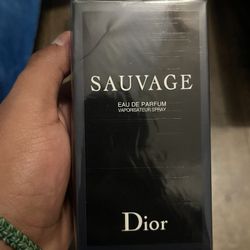 SAUVAGE
EAU DE PARFUM
VAPORISATEUR SPRAY
Dior